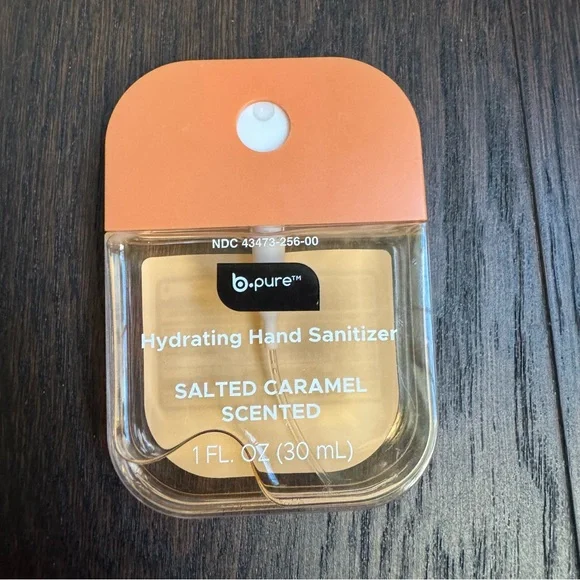 NDC 43473-256-00
b.pure™
Hydrating Hand Sanitizer
SALTED CARAMEL
SCENTED
1 FL. OZ (30 mL)